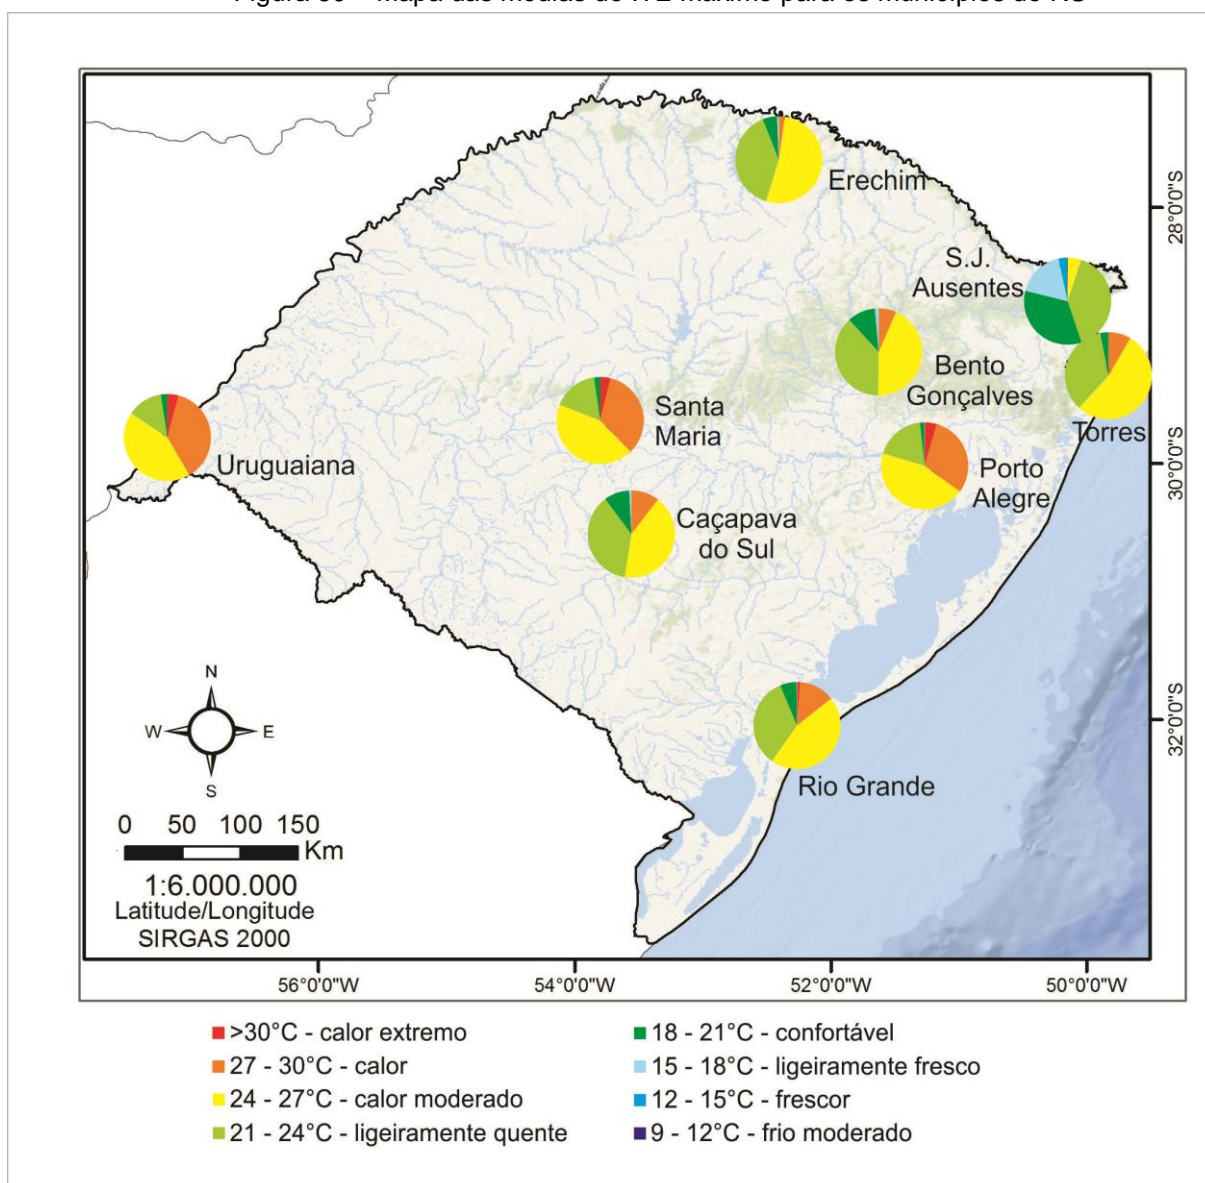 Erechim
28°0'0"S
S.J.
Ausentes
Bento
Gonçalves
Santa
Maria
Torres
Uruguaiana
Porto
Alegre
30°0'0"S
Caçapava
do Sul
N
W
E
S
32°0'0"S
Rio Grande
0 50 100 150
Km
1:6.000.000
Latitude/Longitude
SIRGAS 2000
56°0'0"W 54°0'0"W 52°0'0"W 50°0'0"W
>30°C - calor extremo
27 - 30°C - calor
24 - 27°C - calor moderado
21 - 24°C - ligeiramente quente
18 - 21°C - confortável
15 - 18°C - ligeiramente fresco
12 - 15°C - frescor
9 - 12°C - frio moderado